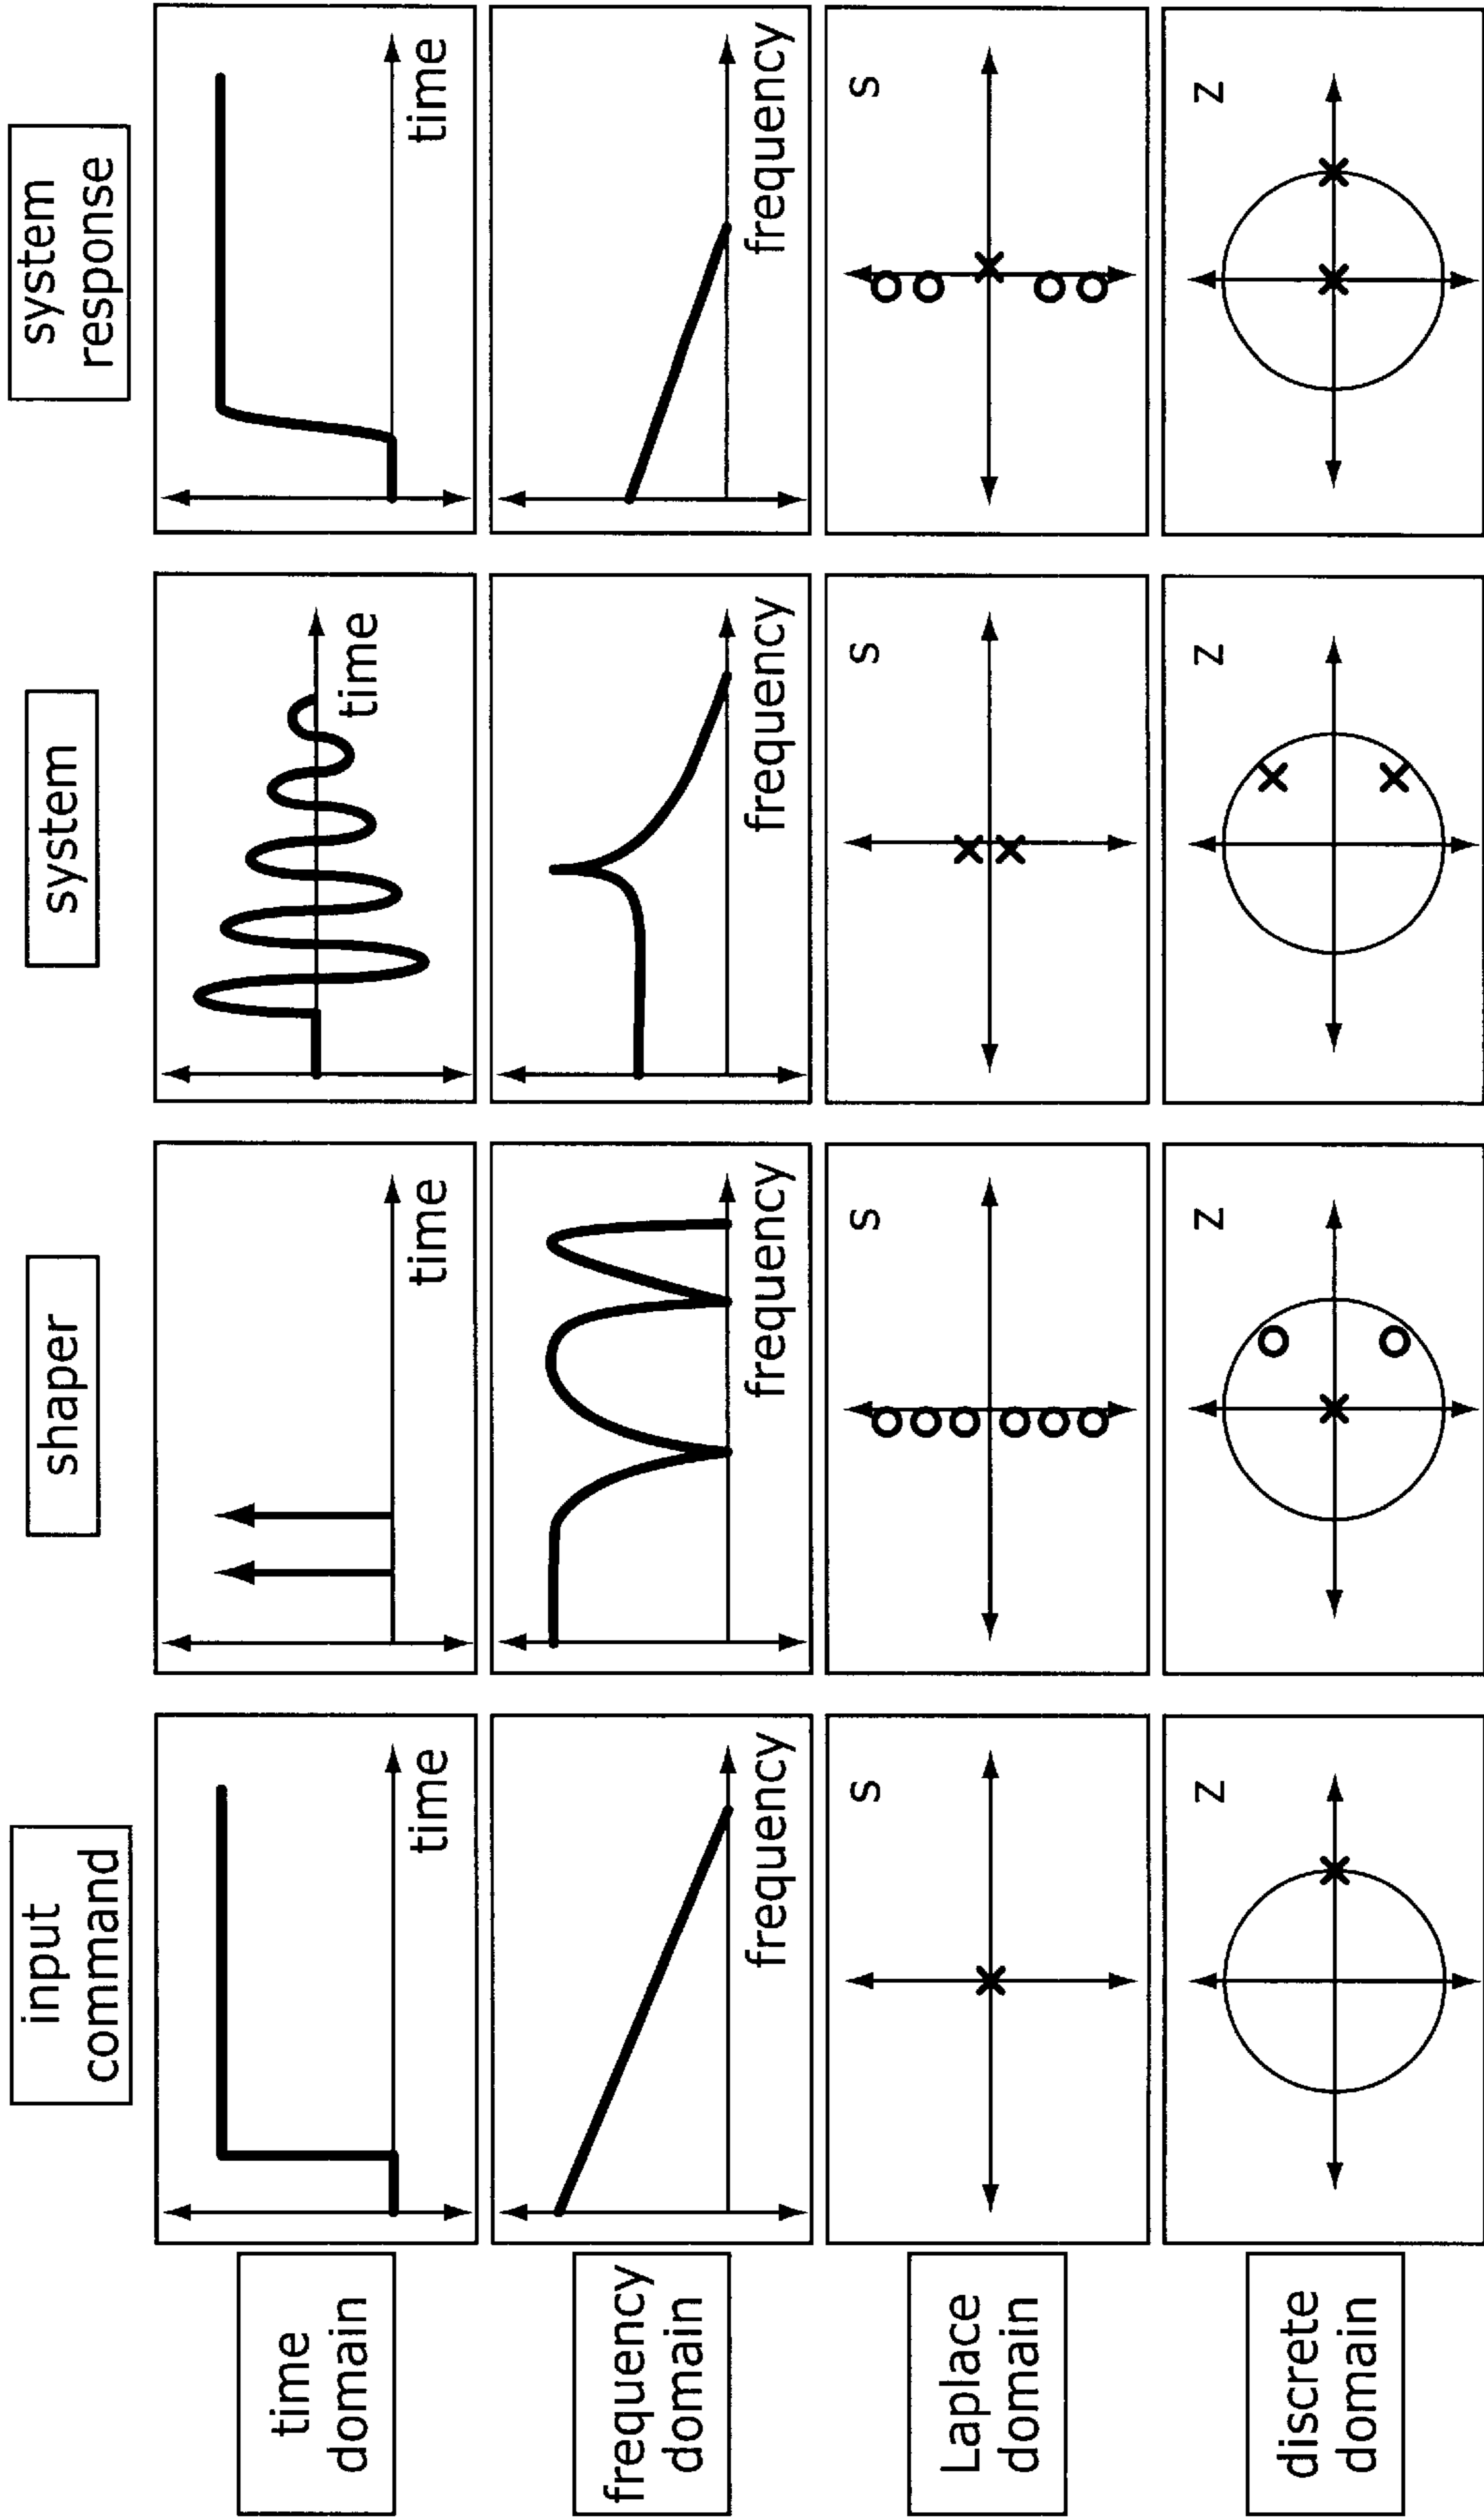 input
command
shaper
system
system
response
time
domain
time
time
time
time
frequency
domain
frequency
frequency
frequency
frequency
Laplace
domain
s
s
s
s
discrete
domain
z
z
z
z